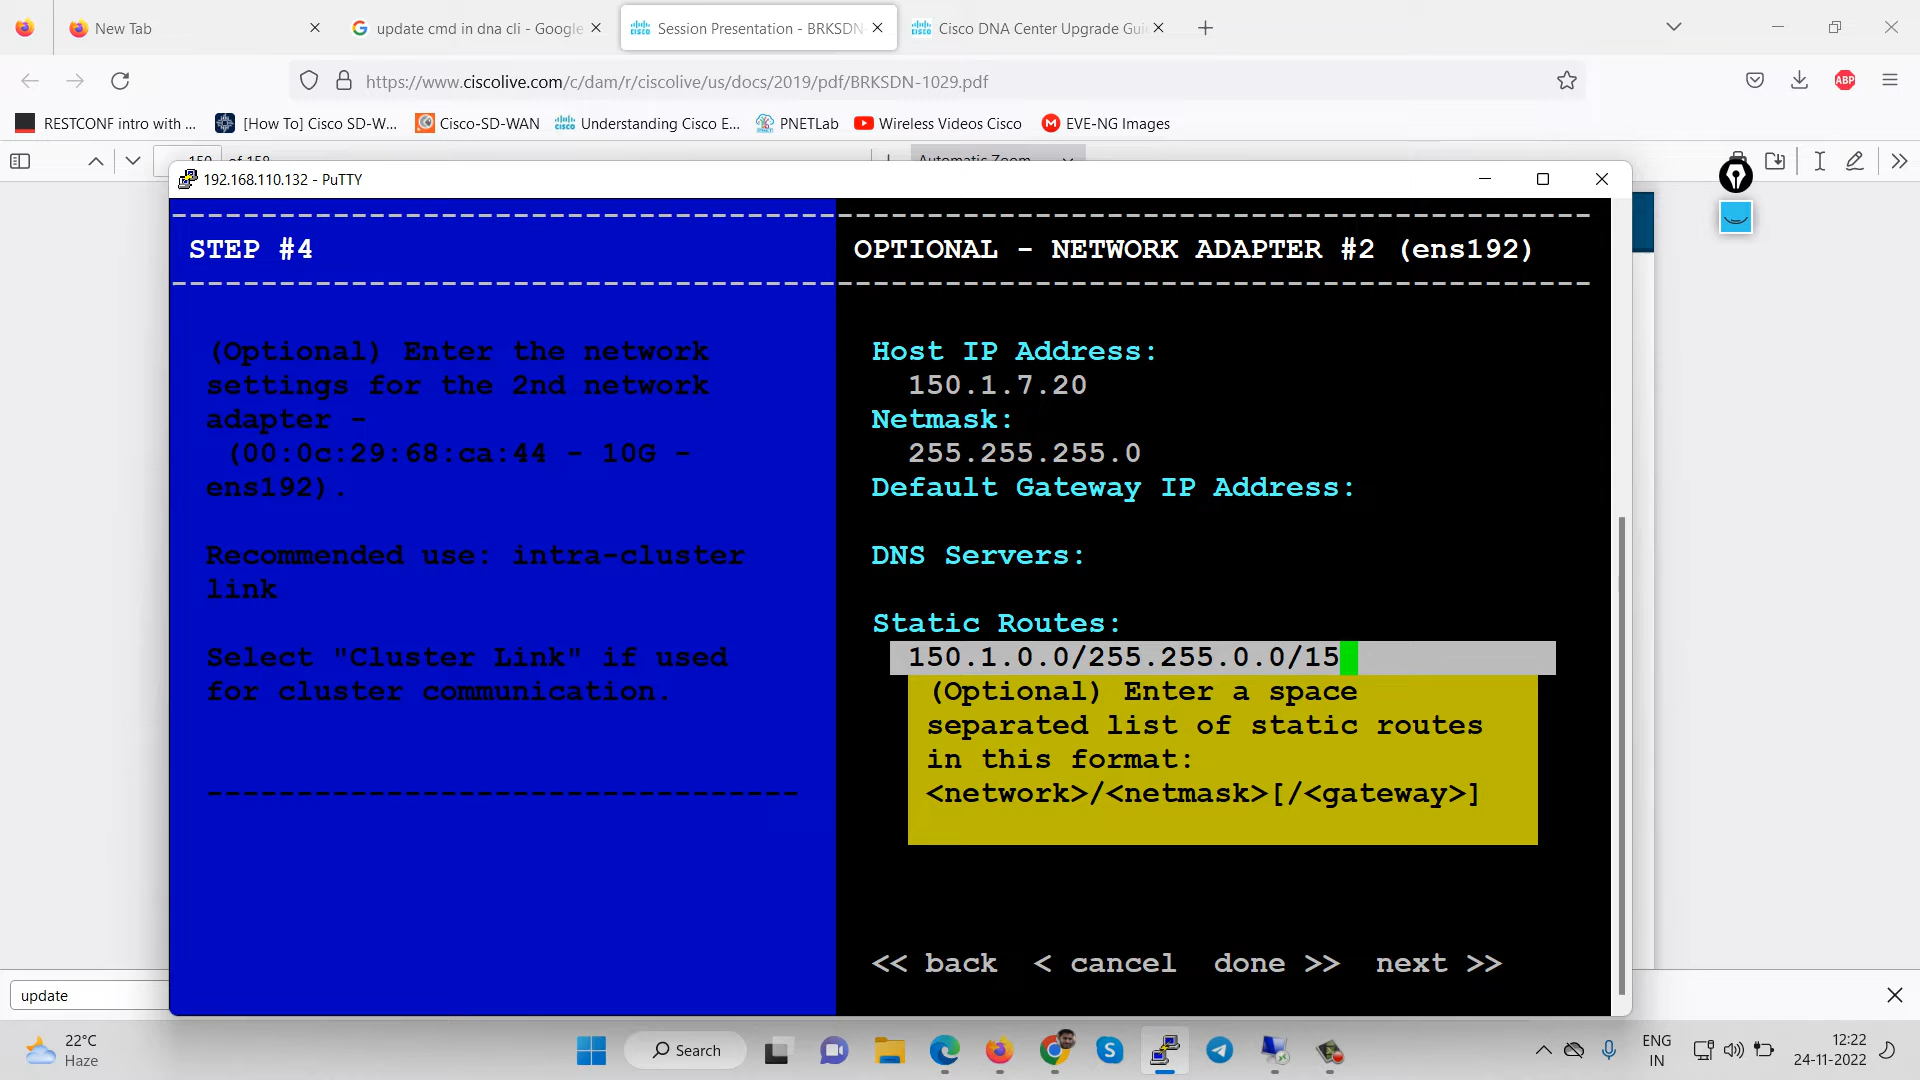 New Tab
update cmd in dna cli - Google
Session Presentation - BRKSDN-
Cisco DNA Center Upgrade Gui
https://www.ciscolive.com/c/dam/r/ciscolive/us/docs/2019/pdf/BRKSDN-1029.pdf
ABP
RESTCONF intro with ...
[How To] Cisco SD-W...
Cisco-SD-WAN
Understanding Cisco E...
PNETLab
Wireless Videos Cisco
EVE-NG Images
150 of 158
Automatic Zoom
192.168.110.132 - PuTTY
STEP #4
OPTIONAL - NETWORK ADAPTER #2 (ens192)
(Optional) Enter the network
settings for the 2nd network
adapter -
(00:0c:29:68:ca:44 - 10G -
ens192).
Recommended use: intra-cluster
link
Select "Cluster Link" if used
for cluster communication.
Host IP Address:
150.1.7.20
Netmask:
255.255.255.0
Default Gateway IP Address:
DNS Servers:
Static Routes:
150.1.0.0/255.255.0.0/15
(Optional) Enter a space
separated list of static routes
in this format:
<network>/<netmask>[/<gateway>]
<< back < cancel done >> next >>
update
22°C
Haze
Search
ENG
IN
12:22
24-11-2022